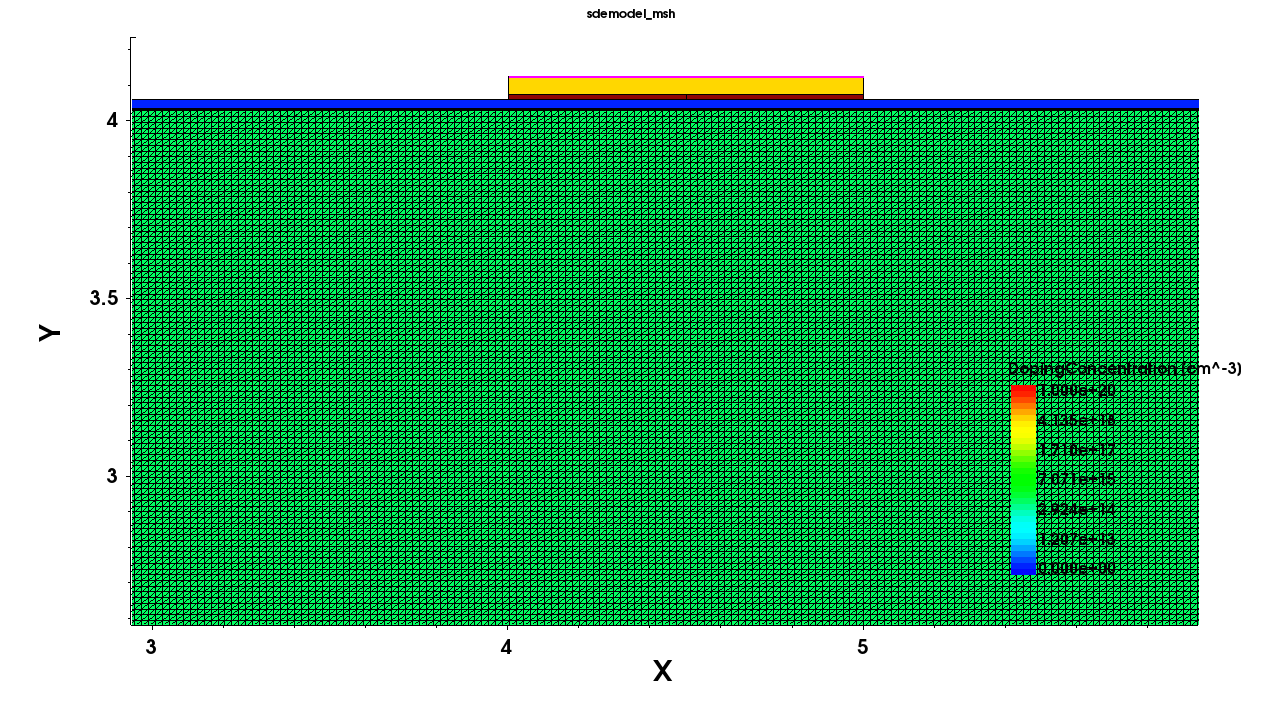 sdemodel_msh
4
3.5
3
Y
DopingConcentration (cm^-3)
1.000e+20
4.135e+18
1.710e+17
7.071e+15
2.924e+14
1.207e+13
0.000e+00
3
4
5
X